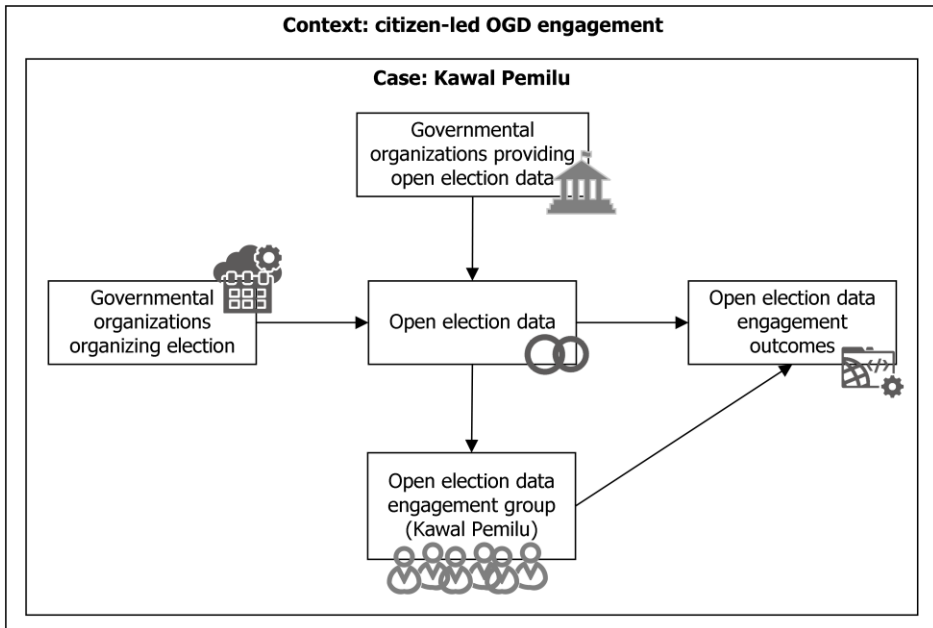 Context: citizen-led OGD engagement
Case: Kawal Pemilu
Governmental
organizations providing
open election data
Governmental
organizations
organizing election
Open election data
Open election data
engagement
outcomes
Open election data
engagement group
(Kawal Pemilu)